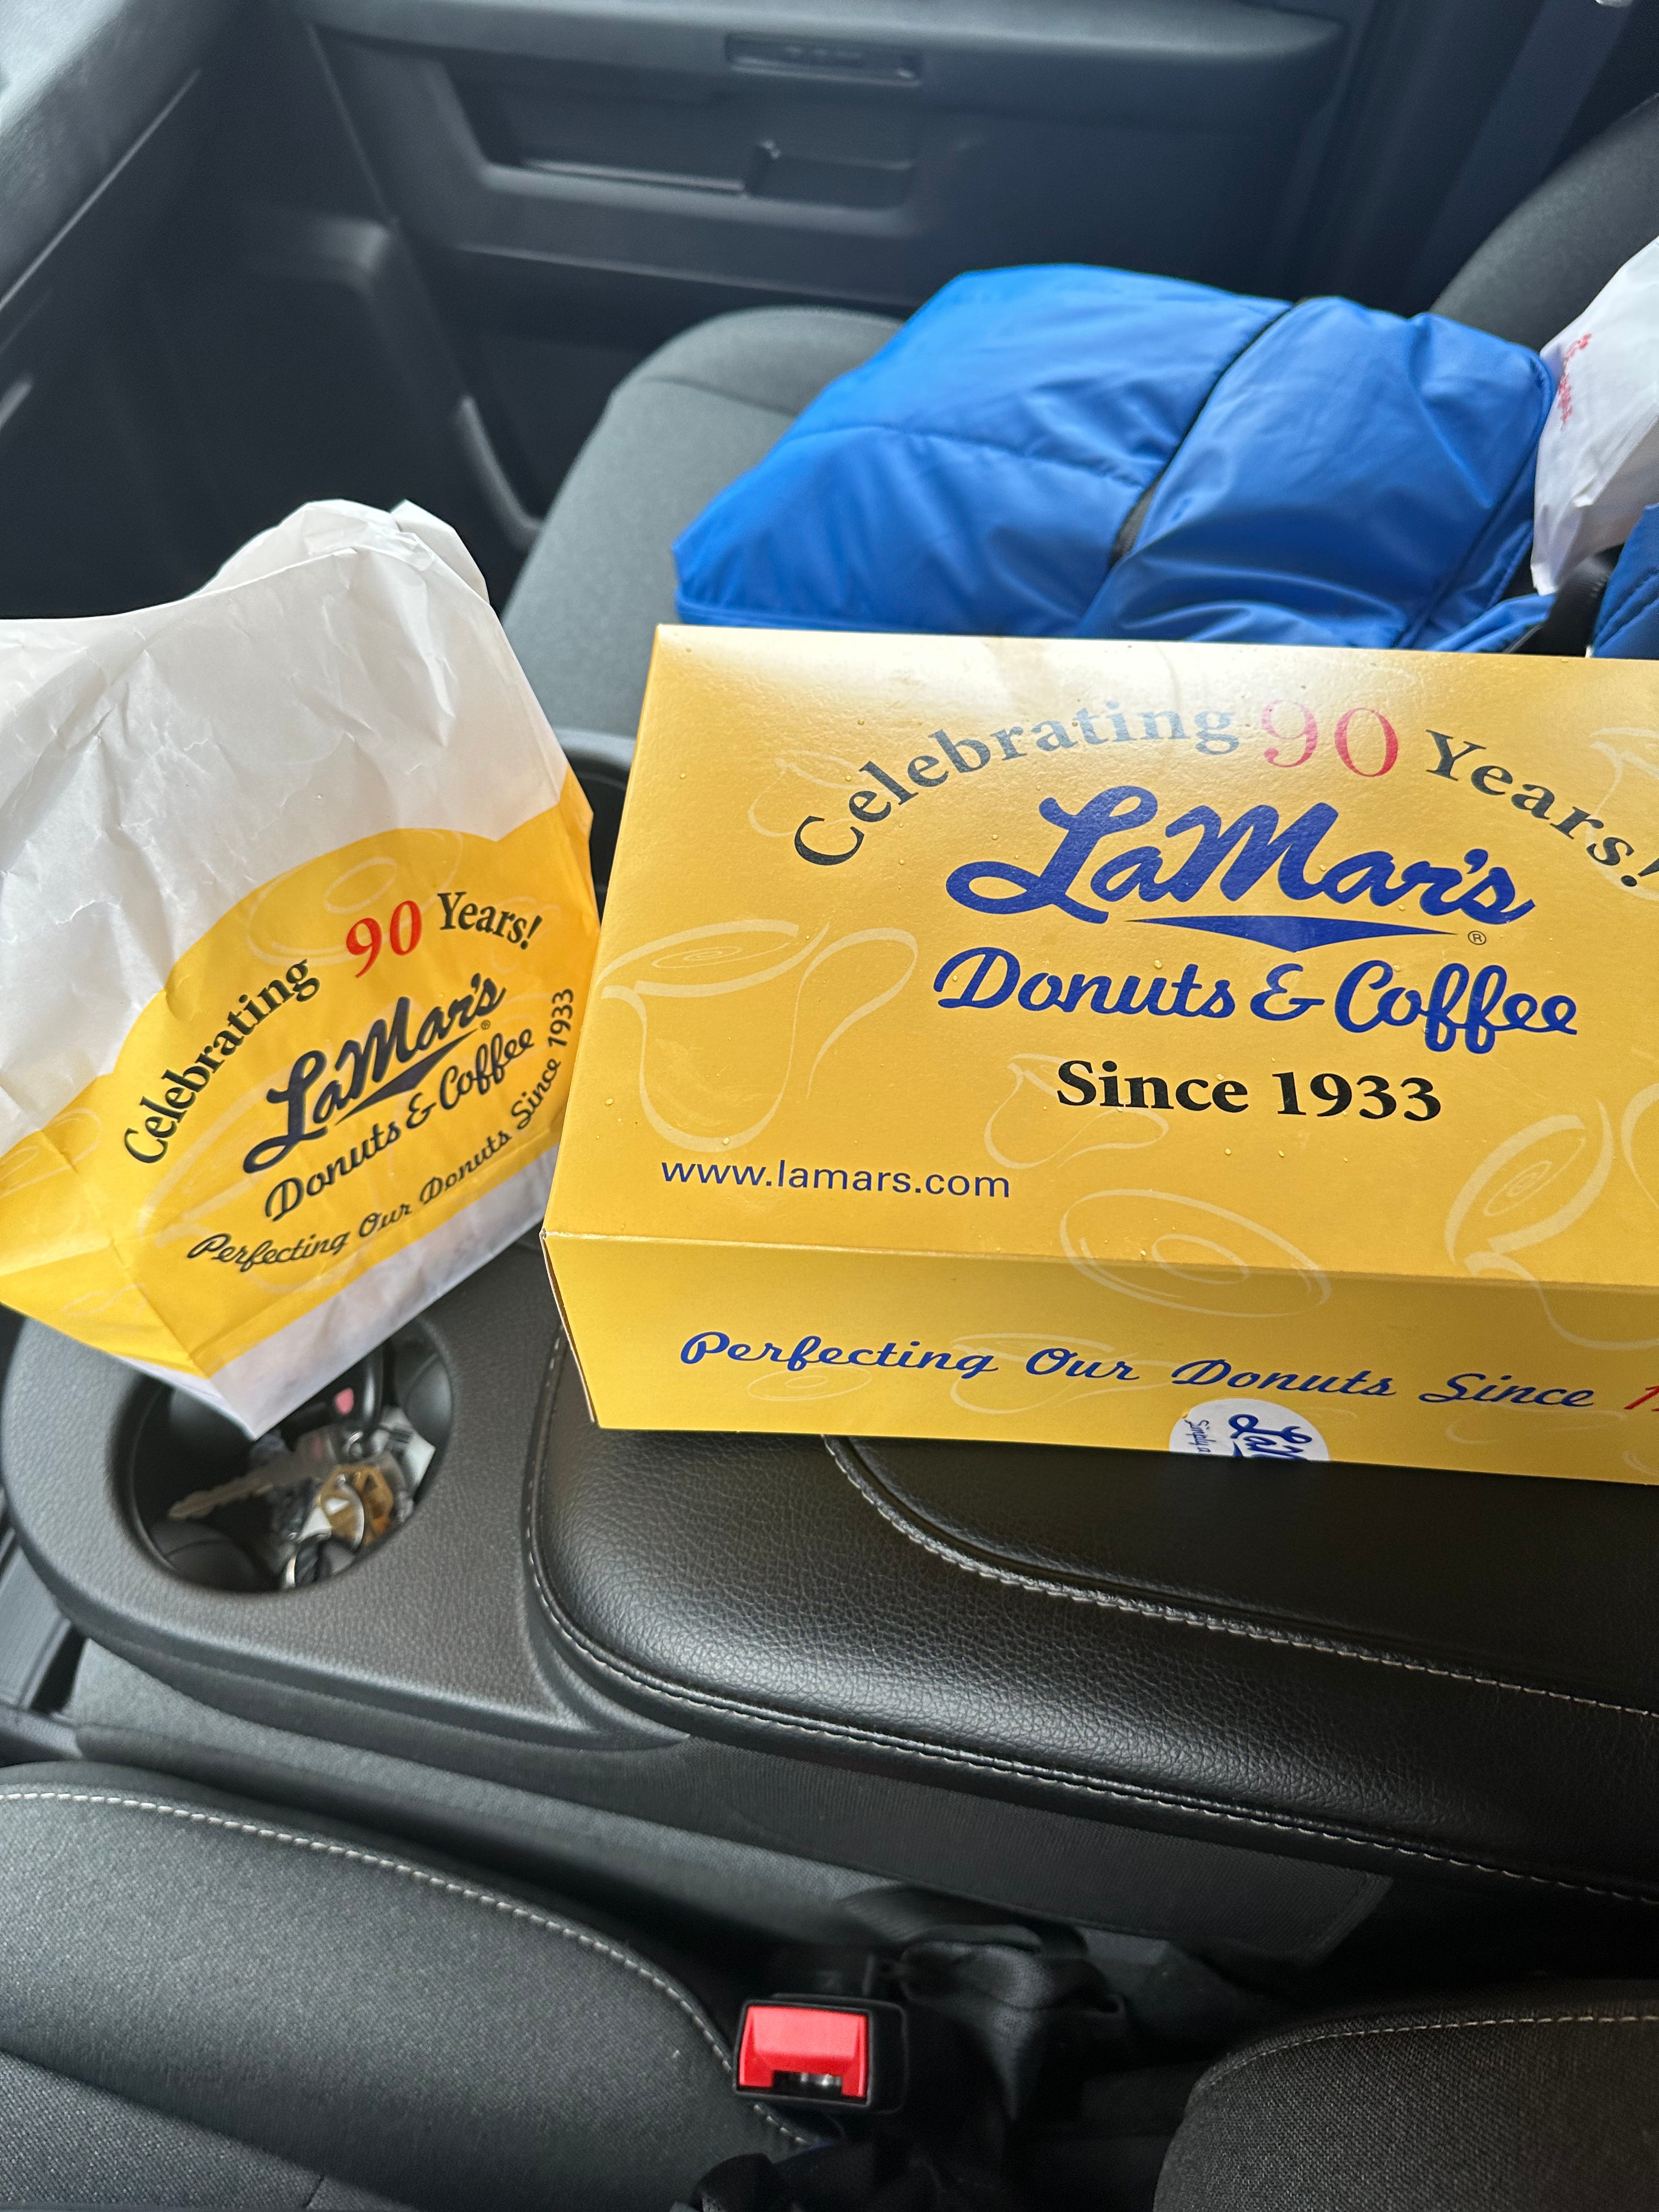 Celebrating 90 Years!
LaMar's®
Donuts & Coffee
Perfecting Our Donuts Since 1933
Celebrating 90 Years!
LaMar's®
Donuts & Coffee
Since 1933
www.lamars.com
Perfecting Our Donuts Since
Simply a